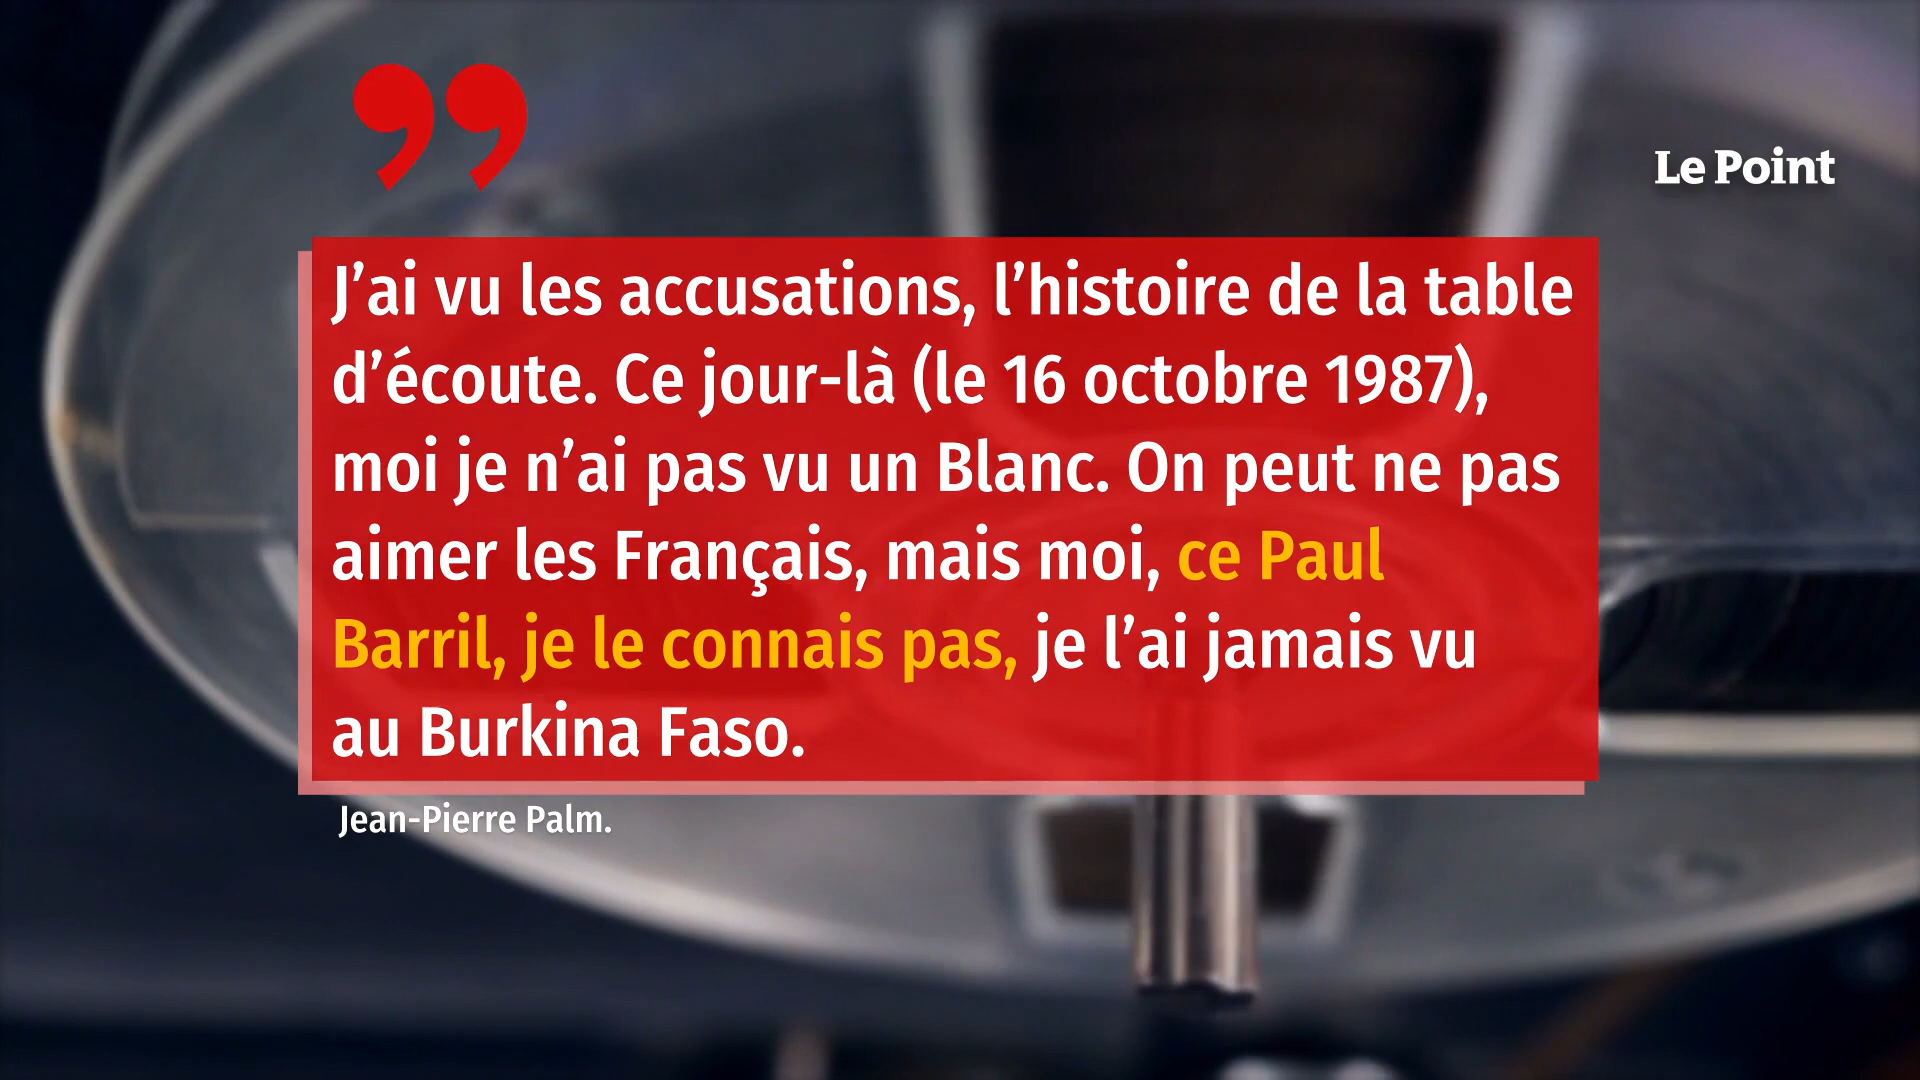 Le Point
J’ai vu les accusations, l’histoire de la table
d’écoute. Ce jour-là (le 16 octobre 1987),
moi je n’ai pas vu un Blanc. On peut ne pas
aimer les Français, mais moi, ce Paul
Barril, je le connais pas, je l’ai jamais vu
au Burkina Faso.
Jean-Pierre Palm.